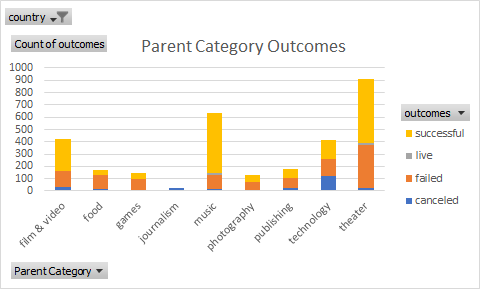 country
Count of outcomes
Parent Category Outcomes
1000
900
800
700
600
500
400
300
200
100
0
film & video
food
games
journalism
music
photography
publishing
technology
theater
outcomes
successful
live
failed
canceled
Parent Category